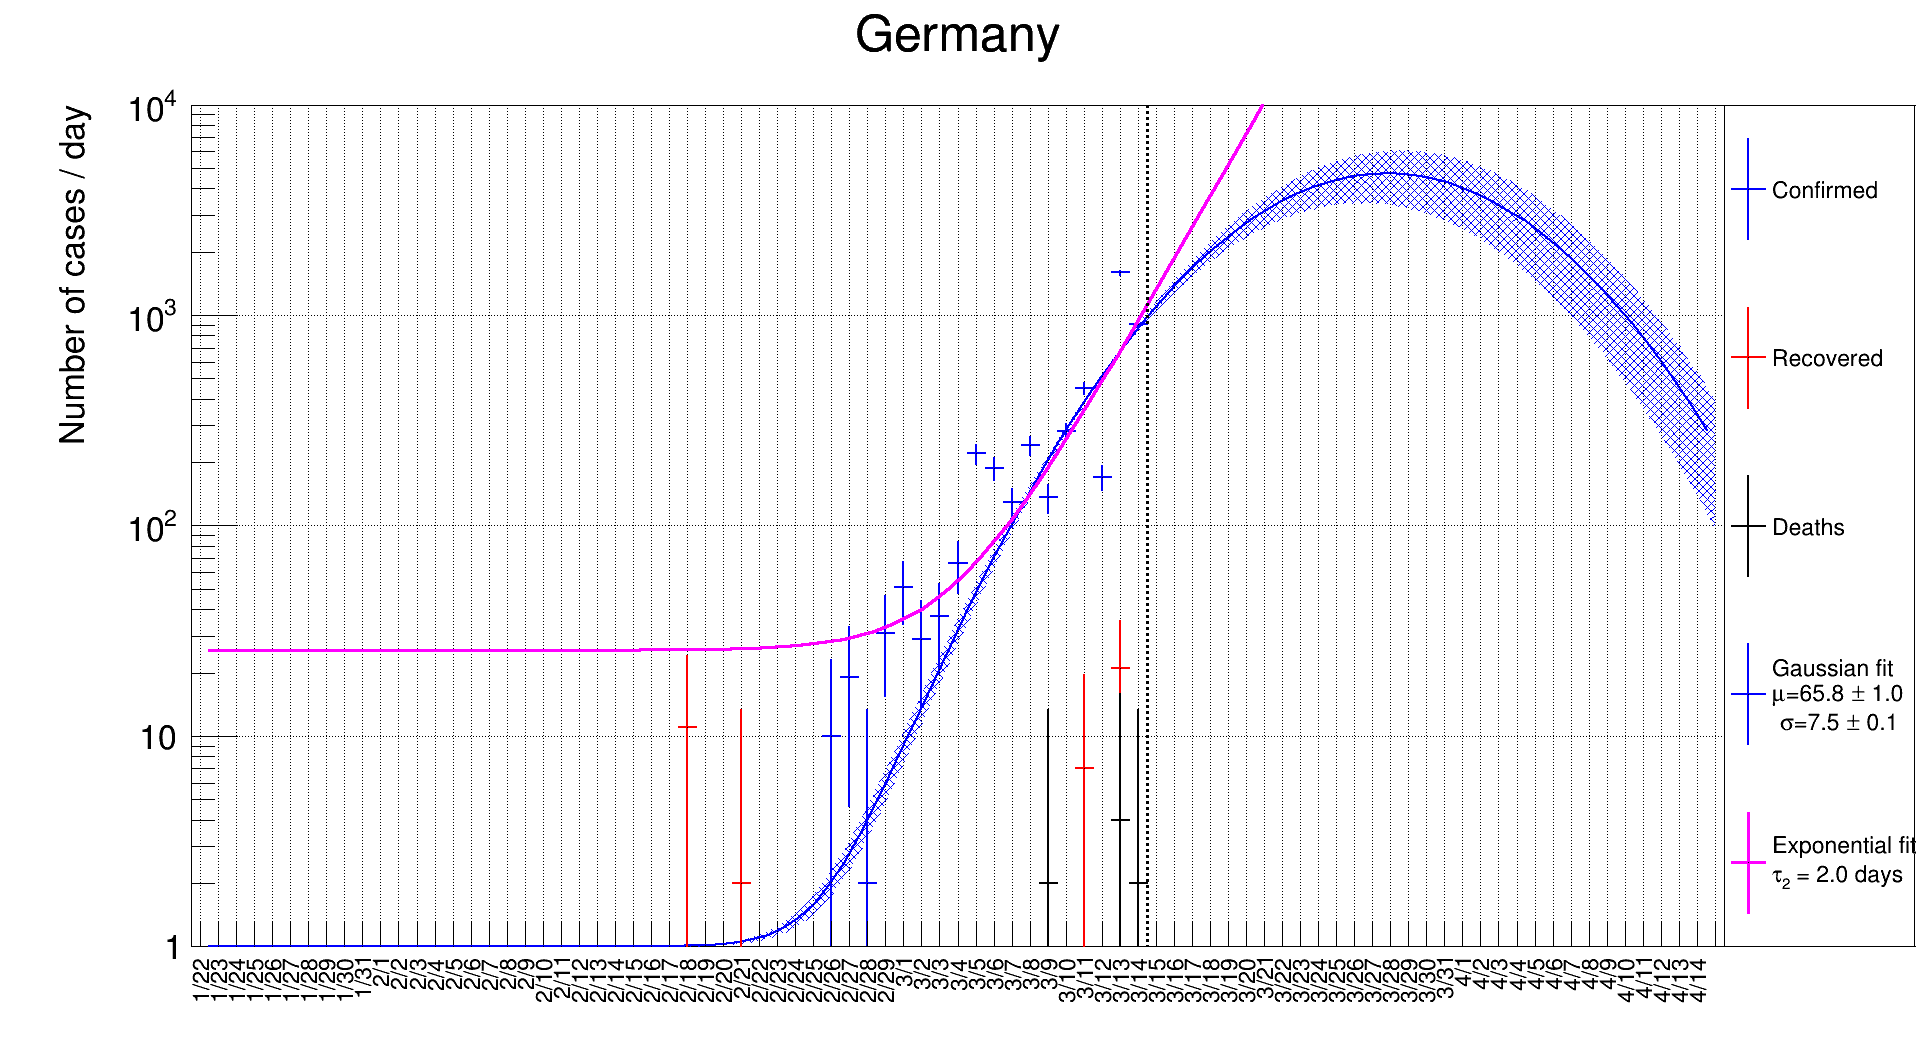 Germany
Number of cases / day
10⁴
10³
10²
10
1
1/22 1/23 1/24 1/25 1/26 1/27 1/28 1/29 1/30 1/31 2/1 2/2 2/3 2/4 2/5 2/6 2/7 2/8 2/9 2/10 2/11 2/12 2/13 2/14 2/15 2/16 2/17 2/18 2/19 2/20 2/21 2/22 2/23 2/24 2/25 2/26 2/27 2/28 2/29 3/1 3/2 3/3 3/4 3/5 3/6 3/7 3/8 3/9 3/10 3/11 3/12 3/13 3/14 3/15 3/16 3/17 3/18 3/19 3/20 3/21 3/22 3/23 3/24 3/25 3/26 3/27 3/28 3/29 3/30 3/31 4/1 4/2 4/3 4/4 4/5 4/6 4/7 4/8 4/9 4/10 4/11 4/12 4/13 4/14
Confirmed
Recovered
Deaths
Gaussian fit
μ=65.8 ± 1.0
σ=7.5 ± 0.1
Exponential fit
τ₂ = 2.0 days